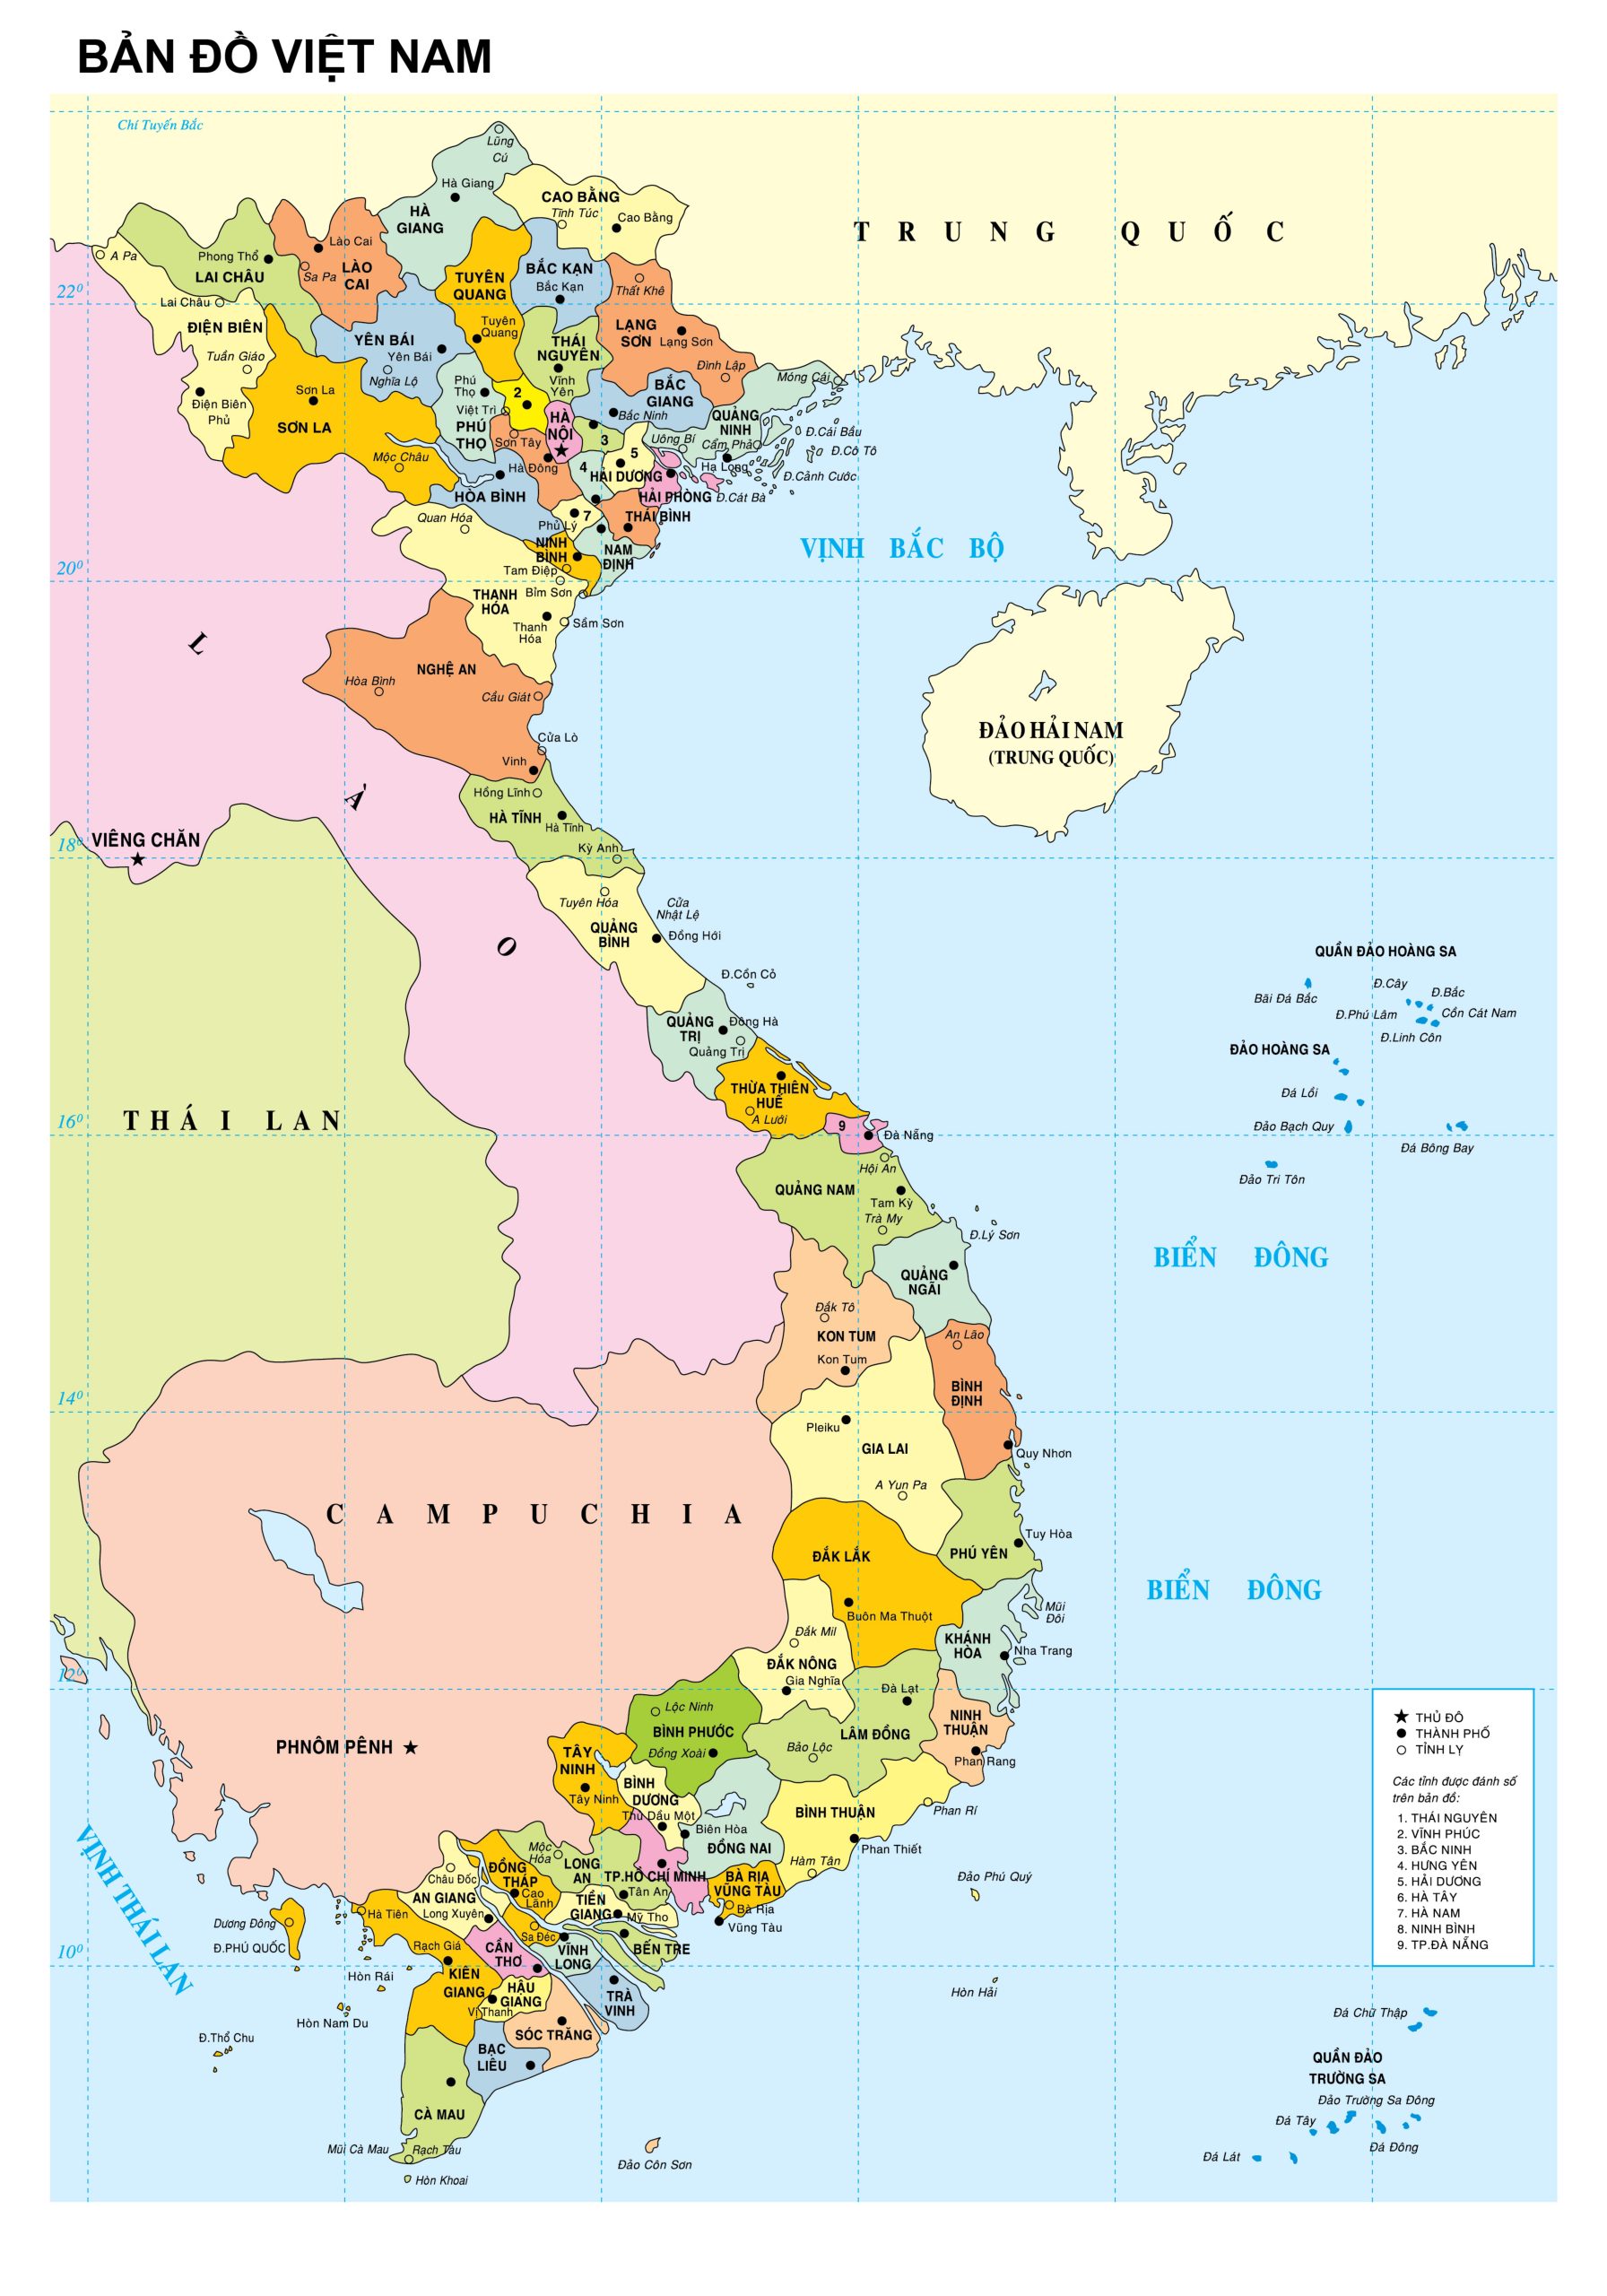 BẢN ĐỒ VIỆT NAM
Chí Tuyến Bắc
Lũng
Cú
Hà Giang
HÀ
GIANG
CAO BẰNG
Tĩnh Túc
Cao Bằng
TRUNG QUỐC
A Pa
Phong Thổ
LAI CHÂU
Lào Cai
Sa Pa
LÀO
CAI
TUYÊN
QUANG
BẮC KẠN
Bắc Kạn
Thất Khê
22⁰
Lai Châu
ĐIỆN BIÊN
Tuần Giáo
YÊN BÁI
Yên Bái
Nghĩa Lộ
Tuyên
Quang
THÁI
NGUYÊN
LẠNG
SƠN
Lạng Sơn
Đình Lập
Móng Cái
Điện Biên
Phủ
Sơn La
SƠN LA
Mộc Châu
Phú
Thọ
Việt Trì
PHÚ
THỌ
2
Vĩnh
Yên
HÀ
NỘI
Sơn Tây
BẮC
GIANG
Bắc Ninh
3
QUẢNG
NINH
Uông Bí
Cẩm Phả
Hạ Long
Đ.Cái Bầu
Đ.Cô Tô
Đ.Cảnh Cước
Hà Đông
4
5
HẢI DƯƠNG
HẢI PHÒNG
Đ.Cát Bà
HÒA BÌNH
Quan Hóa
Phủ Lý
7
THÁI BÌNH
NINH
BÌNH
NAM
ĐỊNH
Tam Điệp
Bỉm Sơn
VỊNH BẮC BỘ
20⁰
THANH
HÓA
Thanh
Hóa
Sầm Sơn
L
À
O
NGHỆ AN
Hòa Bình
Cầu Giát
Cửa Lò
Vinh
ĐẢO HẢI NAM
(TRUNG QUỐC)
Hồng Lĩnh
HÀ TĨNH
Hà Tĩnh
Kỳ Anh
VIÊNG CHĂN
18⁰
Tuyên Hóa
QUẢNG
BÌNH
Cửa
Nhật Lệ
Đồng Hới
Đ.Cồn Cỏ
QUẢNG
TRỊ
Đông Hà
Quảng Trị
QUẦN ĐẢO HOÀNG SA
Bãi Đá Bắc
Đ.Cây
Đ.Bắc
Đ.Phú Lâm
Cồn Cát Nam
Đ.Linh Côn
ĐẢO HOÀNG SA
Đá Lồi
Đảo Bạch Quy
Đá Bông Bay
Đảo Tri Tôn
THỪA THIÊN
HUẾ
A Lưới
THÁI LAN
16⁰
9
Đà Nẵng
Hội An
QUẢNG NAM
Tam Kỳ
Trà My
Đ.Lý Sơn
BIỂN ĐÔNG
QUẢNG
NGÃI
Đắk Tô
KON TUM
Kon Tum
An Lão
BÌNH
ĐỊNH
14⁰
Pleiku
GIA LAI
Quy Nhơn
A Yun Pa
CAMPUCHIA
ĐẮK LẮK
PHÚ YÊN
Tuy Hòa
BIỂN ĐÔNG
Buôn Ma Thuột
Mũi
Đôi
Đắk Mil
KHÁNH
HÒA
Nha Trang
ĐẮK NÔNG
Gia Nghĩa
12⁰
Đà Lạt
Lộc Ninh
BÌNH PHƯỚC
Đồng Xoài
LÂM ĐỒNG
Bảo Lộc
NINH
THUẬN
Phan Rang
PHNÔM PÊNH
TÂY
NINH
Tây Ninh
BÌNH
DƯƠNG
Thủ Dầu Một
Biên Hòa
ĐỒNG NAI
BÌNH THUẬN
Phan Rí
Phan Thiết
Hàm Tân
Đảo Phú Quý
VỊNH THÁI LAN
Mộc
Hóa
LONG
AN
TP.HỒ CHÍ MINH
Tân An
BÀ RỊA
VŨNG TÀU
Bà Rịa
Vũng Tàu
ĐỒNG
THÁP
Cao
Lãnh
Châu Đốc
AN GIANG
Long Xuyên
Hà Tiên
TIỀN
GIANG
Mỹ Tho
BẾN TRE
Sa Đéc
VĨNH
LONG
CẦN
THƠ
Dương Đông
Đ.PHÚ QUỐC
Rạch Giá
KIÊN
GIANG
HẬU
GIANG
Vị Thanh
TRÀ
VINH
SÓC TRĂNG
BẠC
LIÊU
10⁰
Hòn Rái
Hòn Nam Du
Đ.Thổ Chu
CÀ MAU
Mũi Cà Mau
Rạch Tàu
Hòn Khoai
Đảo Côn Sơn
Hòn Hải
THỦ ĐÔ
THÀNH PHỐ
TỈNH LỴ
Các tỉnh được đánh số
trên bản đồ:
1. THÁI NGUYÊN
2. VĨNH PHÚC
3. BẮC NINH
4. HƯNG YÊN
5. HẢI DƯƠNG
6. HÀ TÂY
7. HÀ NAM
8. NINH BÌNH
9. TP.ĐÀ NẴNG
Đá Chữ Thập
QUẦN ĐẢO
TRƯỜNG SA
Đảo Trường Sa Đông
Đá Tây
Đá Đông
Đá Lát